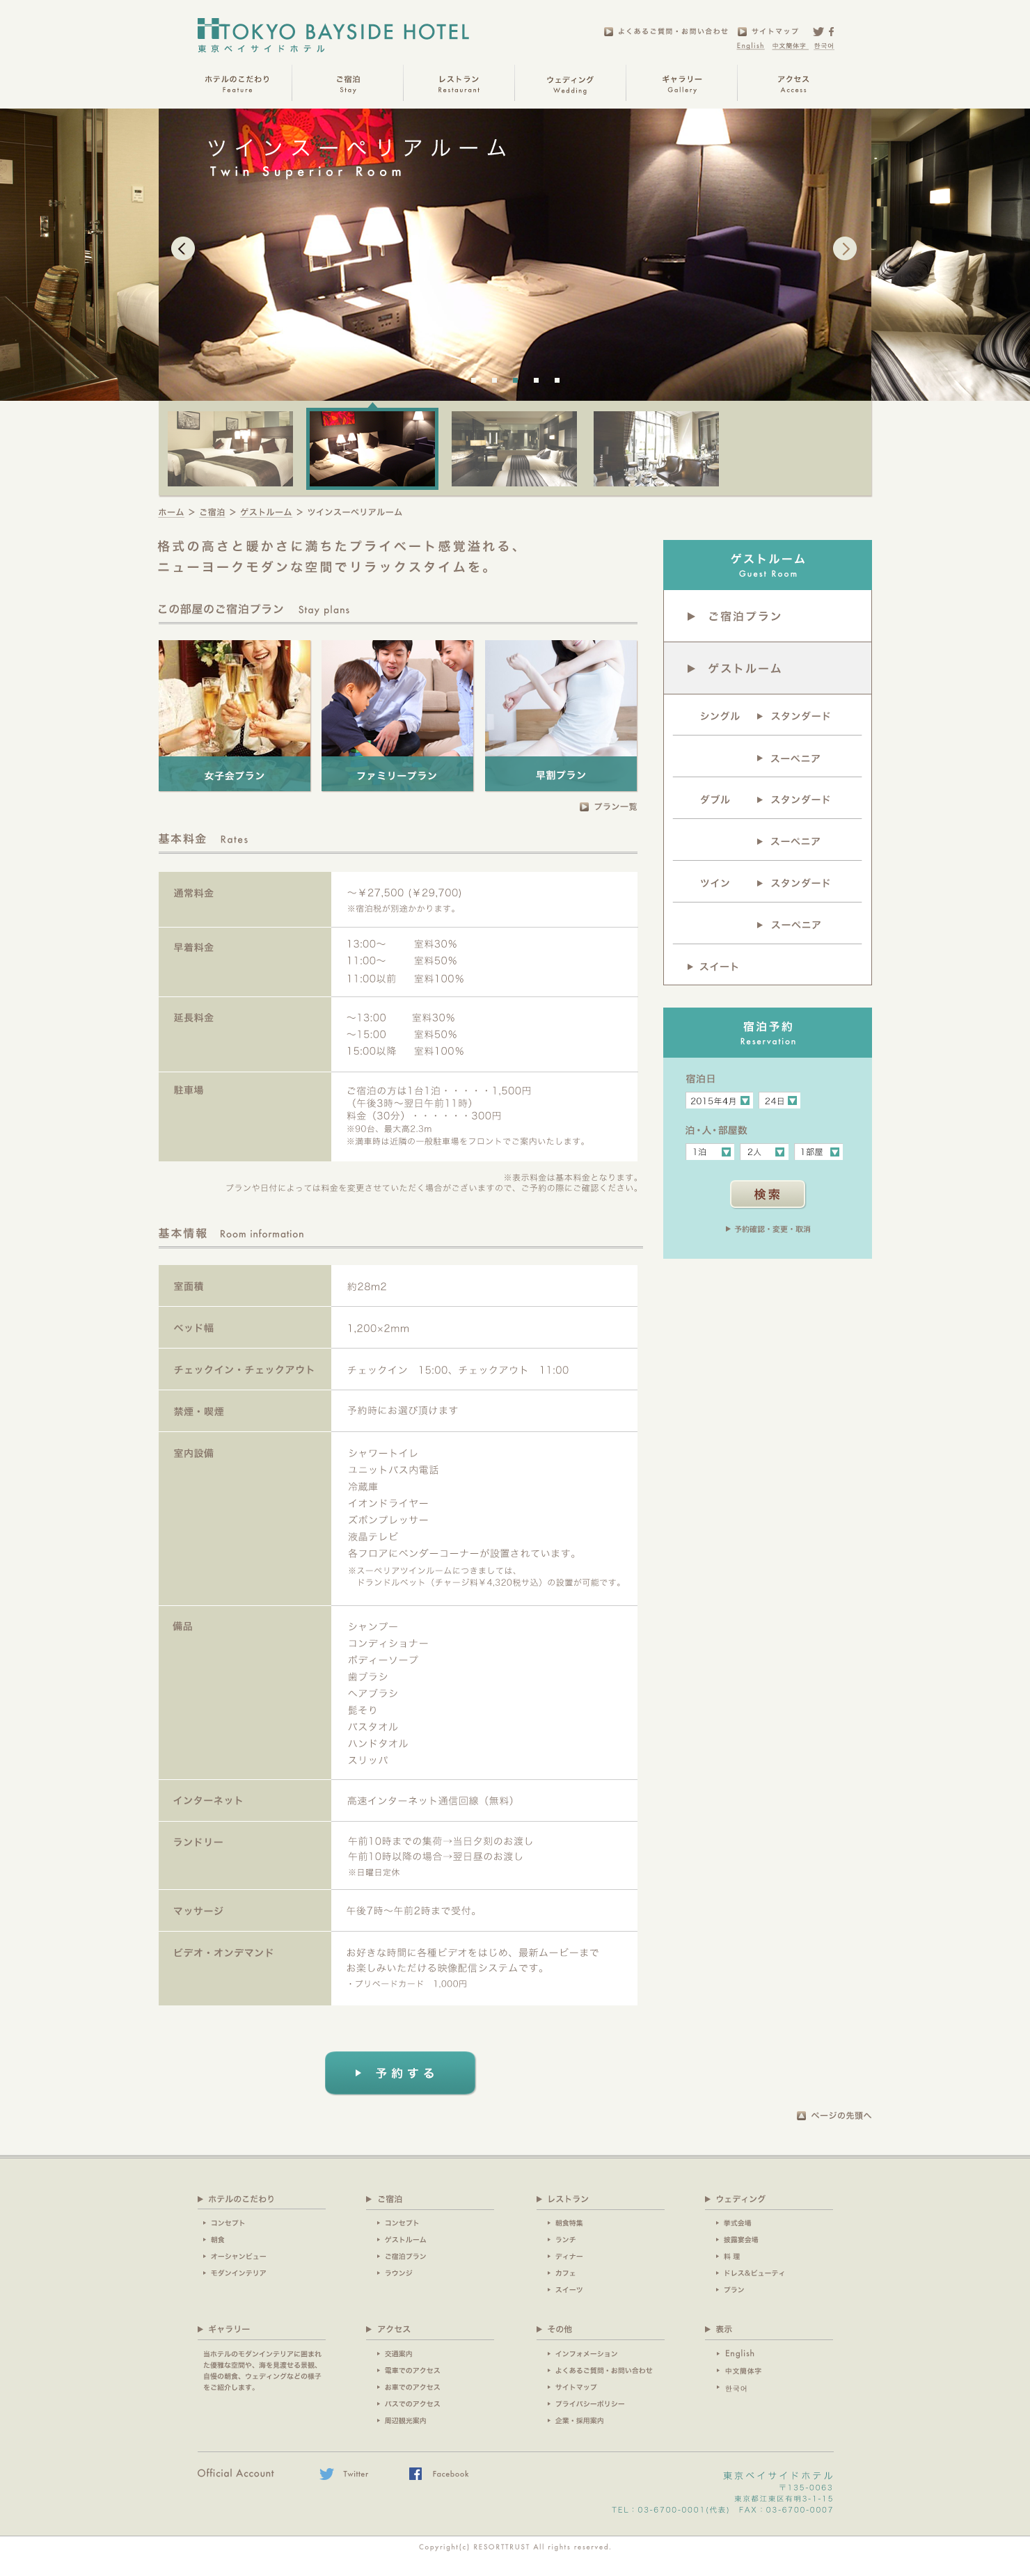 TOKYO BAYSIDE HOTEL
東京ベイサイドホテル
よくあるご質問・お問い合わせ
サイトマップ
English 中文簡体字 한국어
ホテルのこだわり
Feature
ご宿泊
Stay
レストラン
Restaurant
ウェディング
Wedding
ギャラリー
Gallery
アクセス
Access
ツインスーペリアルーム
Twin Superior Room
ホーム > ご宿泊 > ゲストルーム > ツインスーペリアルーム
格式の高さと暖かさに満ちたプライベート感覚溢れる、
ニューヨークモダンな空間でリラックスタイムを。
この部屋のご宿泊プラン Stay plans
女子会プラン
ファミリープラン
早割プラン
プラン一覧
基本料金 Rates
通常料金
～￥27,500 (￥29,700)
※宿泊税が別途かかります。
早着料金
13:00～ 室料30%
11:00～ 室料50%
11:00以前 室料100%
延長料金
～13:00 室料30%
～15:00 室料50%
15:00以降 室料100%
駐車場
ご宿泊の方は1台1泊・・・・・1,500円
（午後3時～翌日午前11時）
料金（30分）・・・・・・300円
※90台、最大高2.3m
※満車時は近隣の一般駐車場をフロントでご案内いたします。
※表示料金は基本料金となります。
プランや日付によっては料金を変更させていただく場合がございますので、ご予約の際にご確認ください。
基本情報 Room information
室面積
約28m2
ベッド幅
1,200×2mm
チェックイン・チェックアウト
チェックイン 15:00、チェックアウト 11:00
禁煙・喫煙
予約時にお選び頂けます
室内設備
シャワートイレ
ユニットバス内電話
冷蔵庫
イオンドライヤー
ズボンプレッサー
液晶テレビ
各フロアにベンダーコーナーが設置されています。
※スーペリアツインルームにつきましては、
ドランドルベット（チャージ料￥4,320税サ込）の設置が可能です。
備品
シャンプー
コンディショナー
ボディーソープ
歯ブラシ
ヘアブラシ
髭そり
バスタオル
ハンドタオル
スリッパ
インターネット
高速インターネット通信回線（無料）
ランドリー
午前10時までの集荷→当日夕刻のお渡し
午前10時以降の場合→翌日昼のお渡し
※日曜日定休
マッサージ
午後7時～午前2時まで受付。
ビデオ・オンデマンド
お好きな時間に各種ビデオをはじめ、最新ムービーまで
お楽しみいただける映像配信システムです。
・プリペードカード 1,000円
予約する
ゲストルーム
Guest Room
ご宿泊プラン
ゲストルーム
シングル スタンダード
スーペニア
ダブル スタンダード
スーペニア
ツイン スタンダード
スーペニア
スイート
宿泊予約
Reservation
宿泊日
2015年4月 24日
泊・人・部屋数
1泊 2人 1部屋
検索
予約確認・変更・取消
ページの先頭へ
ホテルのこだわり
コンセプト
朝食
オーシャンビュー
モダンインテリア
ご宿泊
コンセプト
ゲストルーム
ご宿泊プラン
ラウンジ
レストラン
朝食特集
ランチ
ディナー
カフェ
スイーツ
ウェディング
挙式会場
披露宴会場
料 理
ドレス&ビューティ
プラン
ギャラリー
当ホテルのモダンインテリアに囲まれ
た優雅な空間や、海を見渡せる景観、
自慢の朝食、ウェディングなどの様子
をご紹介します。
アクセス
交通案内
電車でのアクセス
お車でのアクセス
バスでのアクセス
周辺観光案内
その他
インフォメーション
よくあるご質問・お問い合わせ
サイトマップ
プライバシーポリシー
企業・採用案内
表示
English
中文簡体字
한국어
Official Account
Twitter
Facebook
東京ベイサイドホテル
〒135-0063
東京都江東区有明3-1-15
TEL：03-6700-0001(代表) FAX：03-6700-0007
Copyright(c) RESORTTRUST All rights reserved.